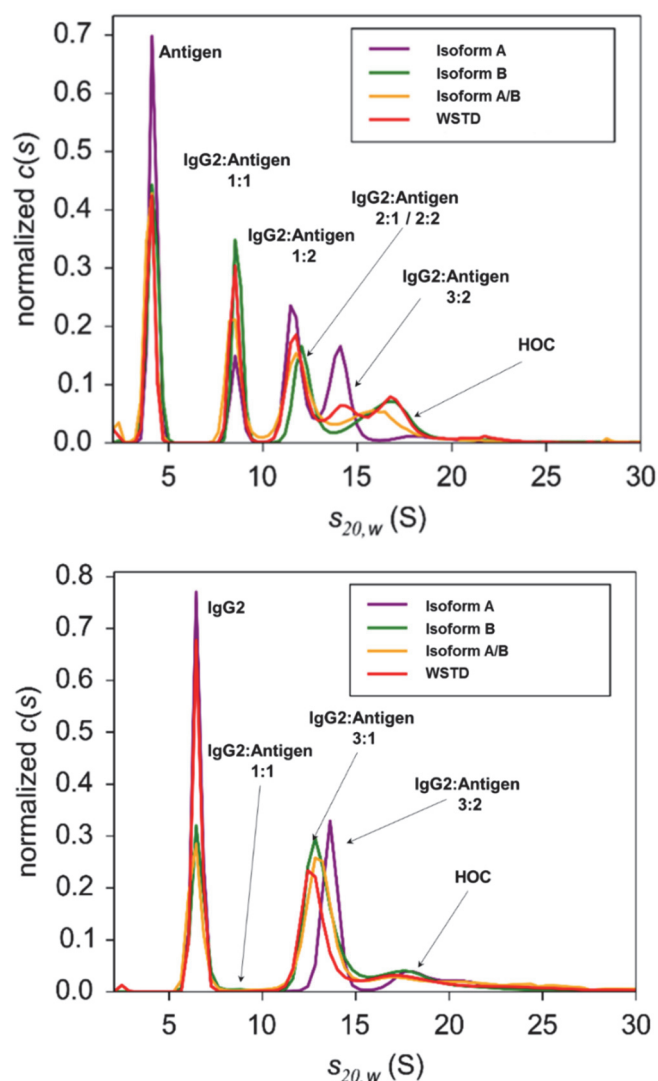 0.7
0.6
0.5
0.4
0.3
0.2
0.1
0.0
normalized c(s)
Antigen
IgG2:Antigen
1:1
IgG2:Antigen
1:2
IgG2:Antigen
2:1 / 2:2
IgG2:Antigen
3:2
HOC
Isoform A
Isoform B
Isoform A/B
WSTD
5 10 15 20 25 30
s20,w (S)
0.8
0.7
0.6
0.5
0.4
0.3
0.2
0.1
0.0
normalized c(s)
IgG2
IgG2:Antigen
1:1
IgG2:Antigen
3:1
IgG2:Antigen
3:2
HOC
Isoform A
Isoform B
Isoform A/B
WSTD
5 10 15 20 25 30
s20,w (S)